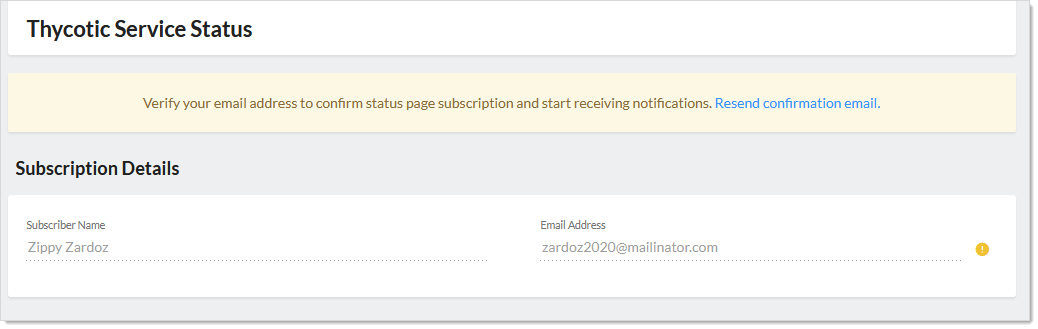 Thycotic Service Status
Verify your email address to confirm status page subscription and start receiving notifications. Resend confirmation email.
Subscription Details
Subscriber Name
Email Address
Zippy Zardoz
zardoz2020@mailinator.com